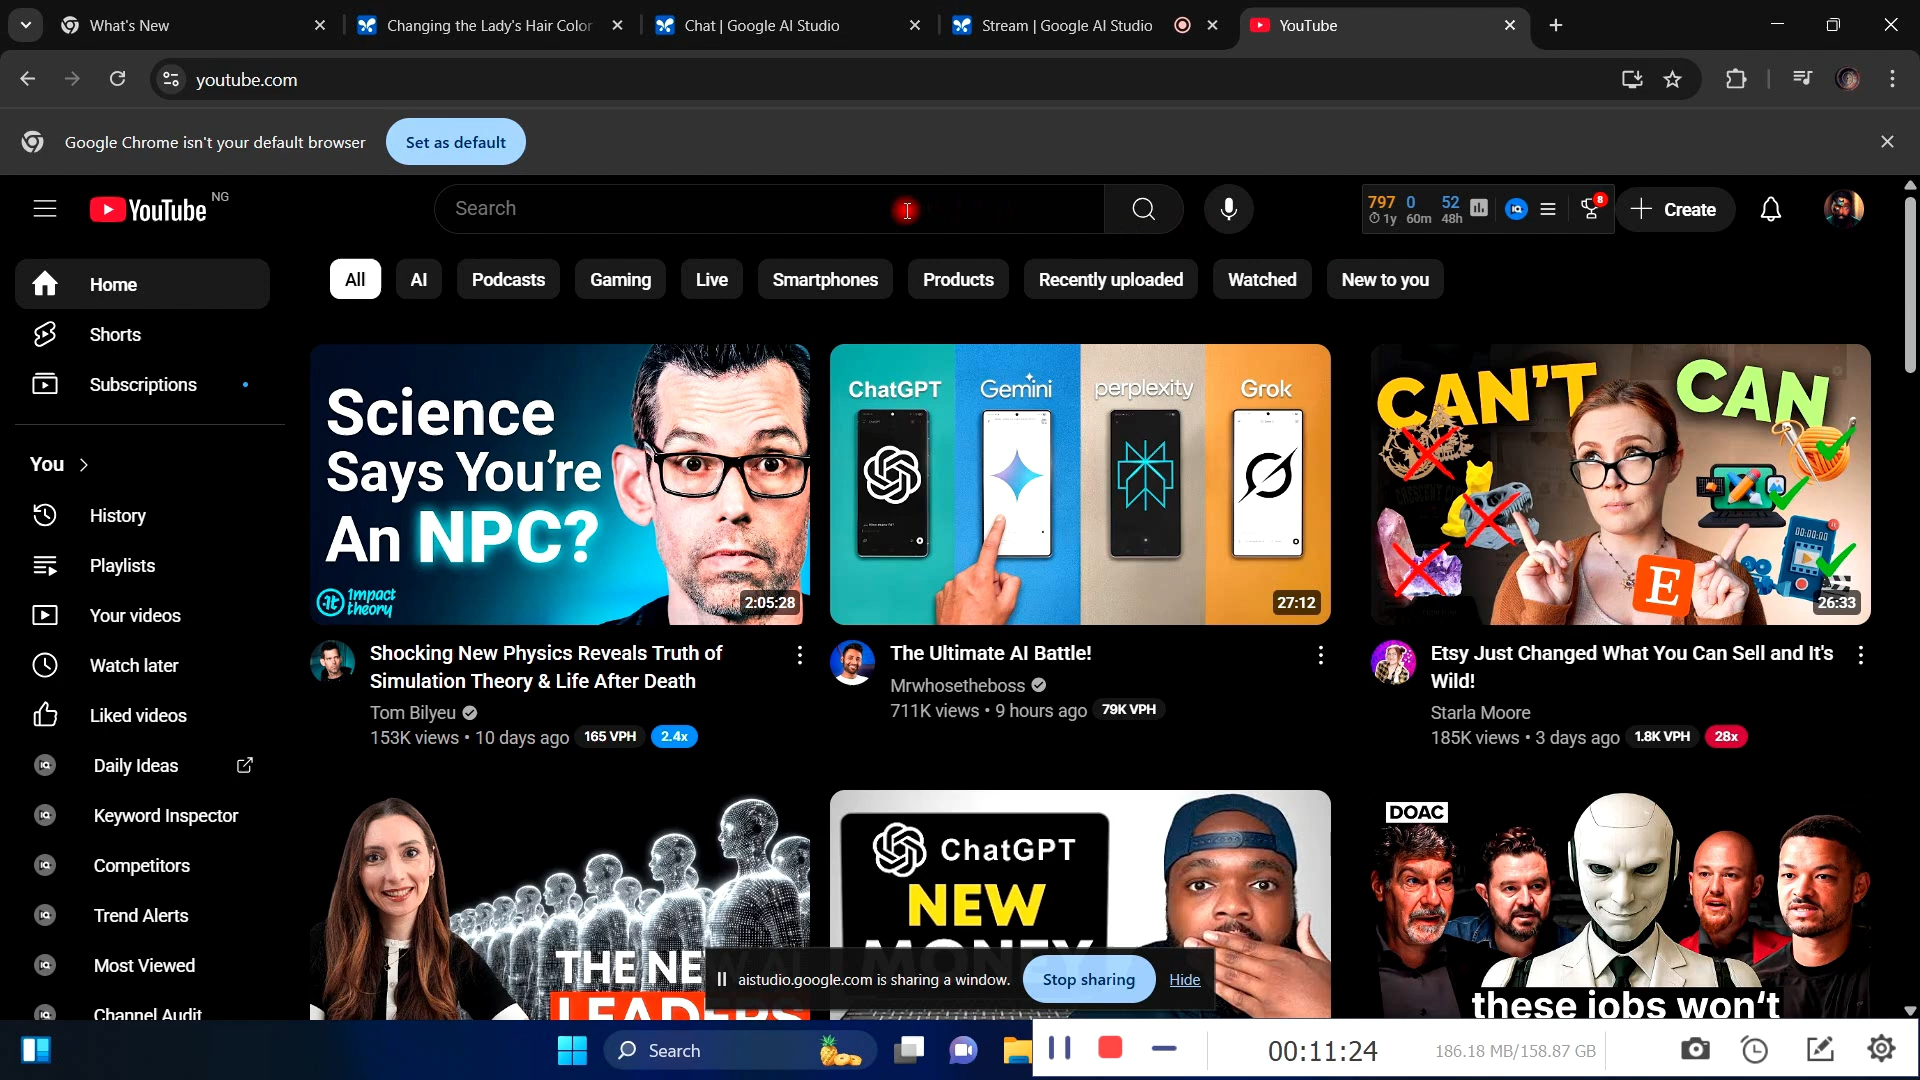 What's New
Changing the Lady's Hair Color
Chat | Google AI Studio
Stream | Google AI Studio
YouTube
youtube.com
Google Chrome isn't your default browser
Set as default
YouTube NG
Search
797 0 52
1y 60m 48h
8
Create
Home
Shorts
Subscriptions
You
History
Playlists
Your videos
Watch later
Liked videos
Daily Ideas
Keyword Inspector
Competitors
Trend Alerts
Most Viewed
Channel Audit
All
AI
Podcasts
Gaming
Live
Smartphones
Products
Recently uploaded
Watched
New to you
Science
Says You're
An NPC?
impact
theory
2:05:28
Shocking New Physics Reveals Truth of
Simulation Theory & Life After Death
Tom Bilyeu
153K views • 10 days ago 165 VPH 2.4x
ChatGPT
Gemini
perplexity
Grok
27:12
The Ultimate AI Battle!
Mrwhosetheboss
711K views • 9 hours ago 79K VPH
CAN'T
CAN
00:00:00
E
26:33
Etsy Just Changed What You Can Sell and It's
Wild!
Starla Moore
185K views • 3 days ago 1.8K VPH 28x
THE NE
LEADERS
ChatGPT
NEW
MONEY
DOAC
these jobs won't
aistudio.google.com is sharing a window.
Stop sharing
Hide
Search
00:11:24
186.18 MB/158.87 GB